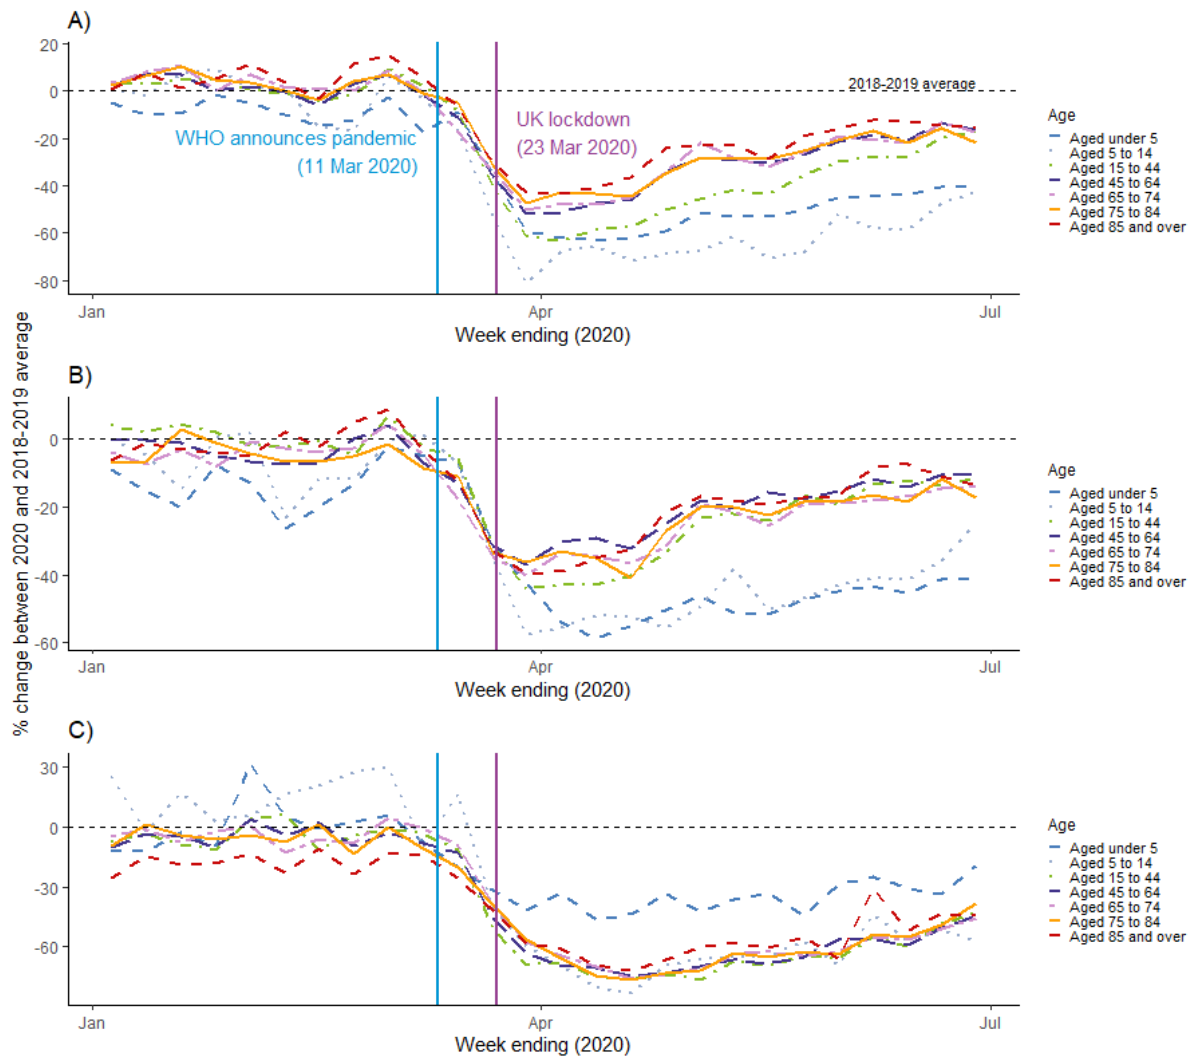 A)
20
0
-20
-40
-60
-80
2018-2019 average
WHO announces pandemic
(11 Mar 2020)
UK lockdown
(23 Mar 2020)
Jan
Apr
Jul
Week ending (2020)
Age
Aged under 5
Aged 5 to 14
Aged 15 to 44
Aged 45 to 64
Aged 65 to 74
Aged 75 to 84
Aged 85 and over
% change between 2020 and 2018-2019 average
B)
0
-20
-40
-60
Jan
Apr
Jul
Week ending (2020)
Age
Aged under 5
Aged 5 to 14
Aged 15 to 44
Aged 45 to 64
Aged 65 to 74
Aged 75 to 84
Aged 85 and over
C)
30
0
-30
-60
Jan
Apr
Jul
Week ending (2020)
Age
Aged under 5
Aged 5 to 14
Aged 15 to 44
Aged 45 to 64
Aged 65 to 74
Aged 75 to 84
Aged 85 and over